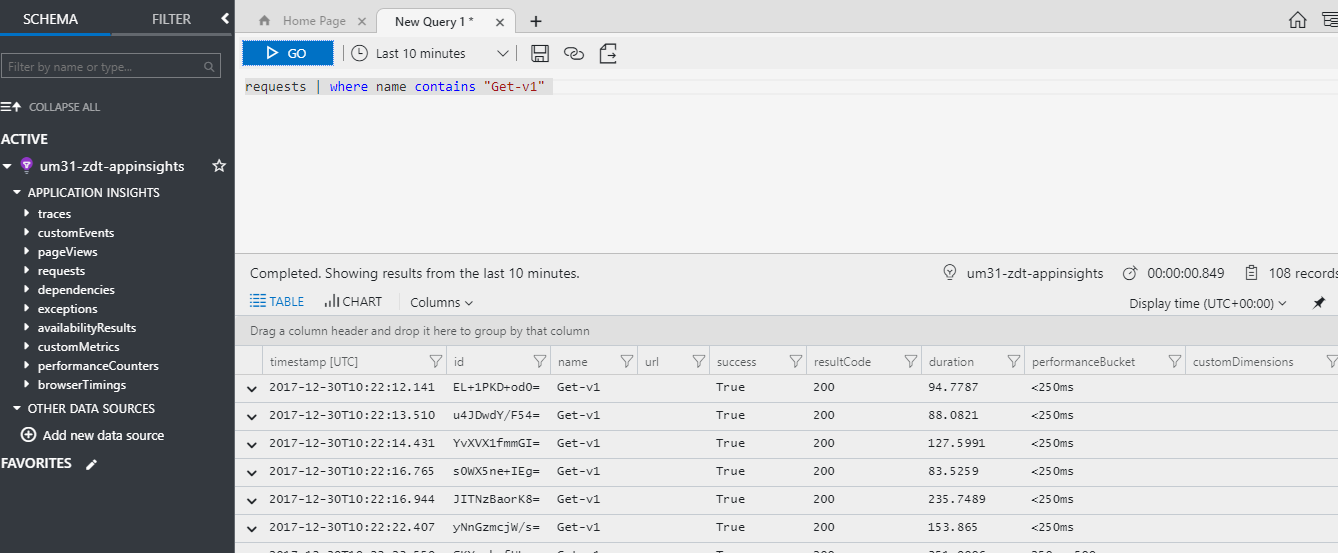 SCHEMA FILTER
Filter by name or type...
COLLAPSE ALL
ACTIVE
um31-zdt-appinsights
APPLICATION INSIGHTS
traces
customEvents
pageViews
requests
dependencies
exceptions
availabilityResults
customMetrics
performanceCounters
browserTimings
OTHER DATA SOURCES
Add new data source
FAVORITES
Home Page New Query 1 *
GO Last 10 minutes
requests | where name contains "Get-v1"
Completed. Showing results from the last 10 minutes. um31-zdt-appinsights 00:00:00.849 108 records
TABLE CHART Columns Display time (UTC+00:00)
Drag a column header and drop it here to group by that column
timestamp [UTC] id name url success resultCode duration performanceBucket customDimensions
2017-12-30T10:22:12.141 EL+1PKD+od0= Get-v1 True 200 94.7787 <250ms
2017-12-30T10:22:13.510 u4JDwdY/F54= Get-v1 True 200 88.0821 <250ms
2017-12-30T10:22:14.431 YvXVX1fmmGI= Get-v1 True 200 127.5991 <250ms
2017-12-30T10:22:16.765 s0WX5ne+IEg= Get-v1 True 200 83.5259 <250ms
2017-12-30T10:22:16.944 JITNzBaorK8= Get-v1 True 200 235.7489 <250ms
2017-12-30T10:22:22.407 yNnGzmcjW/s= Get-v1 True 200 153.865 <250ms